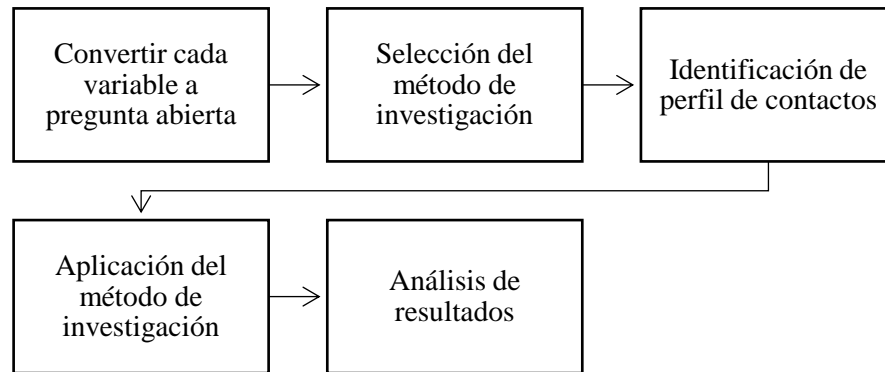 Convertir cada
variable a
pregunta abierta
Selección del
método de
investigación
Identificación de
perfil de contactos
Aplicación del
método de
investigación
Análisis de
resultados